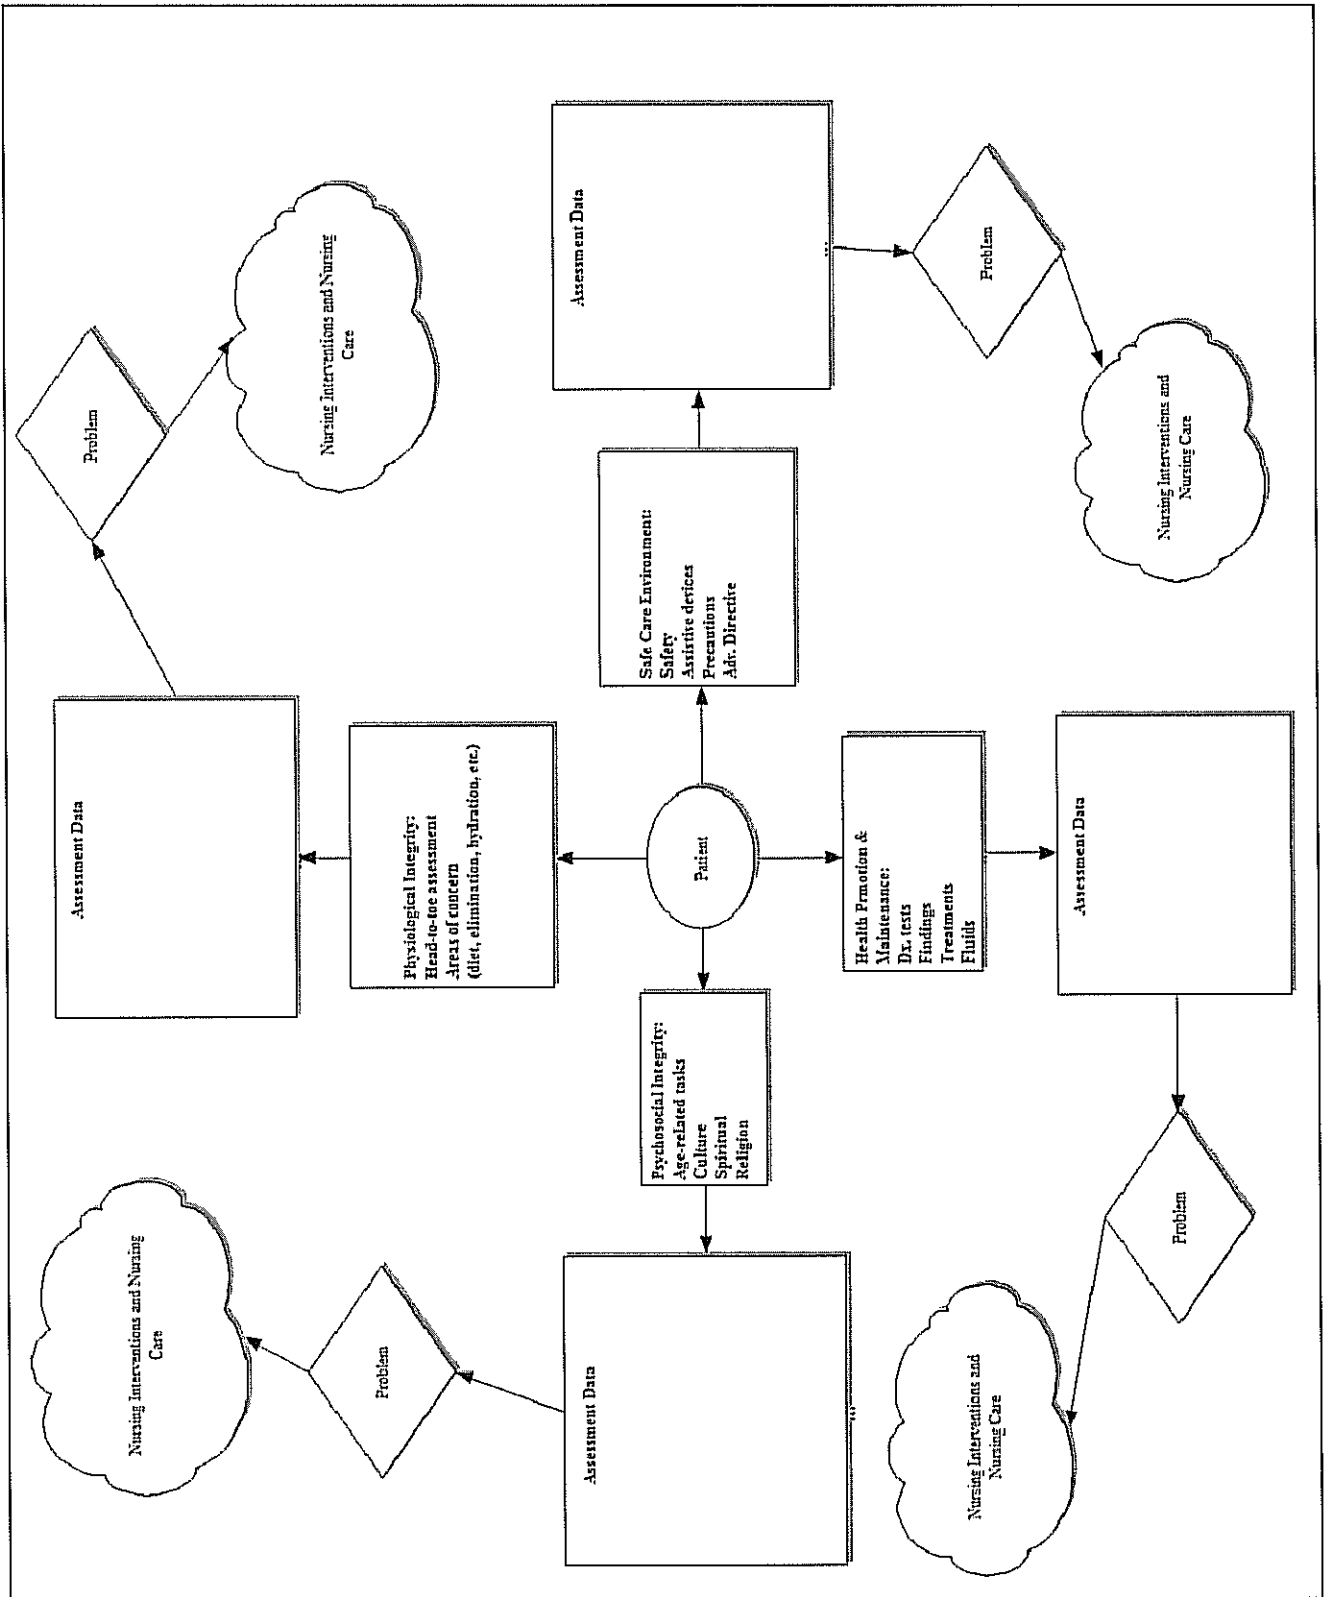 Nursing Interventions and Nursing
Care
Problem
Assessment Data
Assessment Data
Problem
Nursing Interventions and Nursing
Care
Physiological Integrity:
Head-to-toe assessment
Areas of concern
(diet, elimination, hydration, etc.)
Psychosocial Integrity:
Age-related tasks
Culture
Spiritual
Religion
Patient
Safe Care Environment:
Safety
Assistive devices
Precautions
Adv. Directive
Assessment Data
Problem
Nursing Interventions and
Nursing Care
Health Prmotion &
Maintenance:
Dx. tests
Findings
Treatments
Fluids
Assessment Data
Problem
Nursing Interventions and
Nursing Care